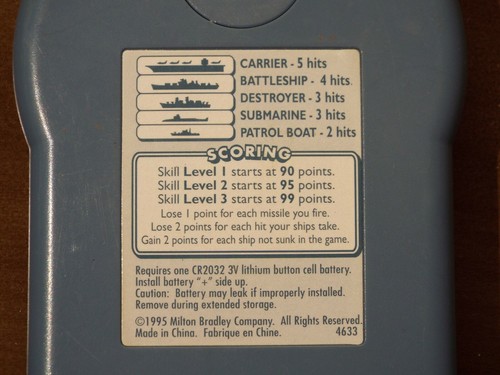 CARRIER - 5 hits
BATTLESHIP - 4 hits.
DESTROYER - 3 hits
SUBMARINE - 3 hits
PATROL BOAT - 2 hits
SCORING
Skill Level 1 starts at 90 points.
Skill Level 2 starts at 95 points.
Skill Level 3 starts at 99 points.
Lose 1 point for each missile you fire.
Lose 2 points for each hit your ships take.
Gain 2 points for each ship not sunk in the game.
Requires one CR2032 3V lithium button cell battery.
Install battery "+" side up.
Caution: Battery may leak if improperly installed.
Remove during extended storage.
©1995 Milton Bradley Company. All Rights Reserved.
Made in China. Fabrique en Chine. 4633